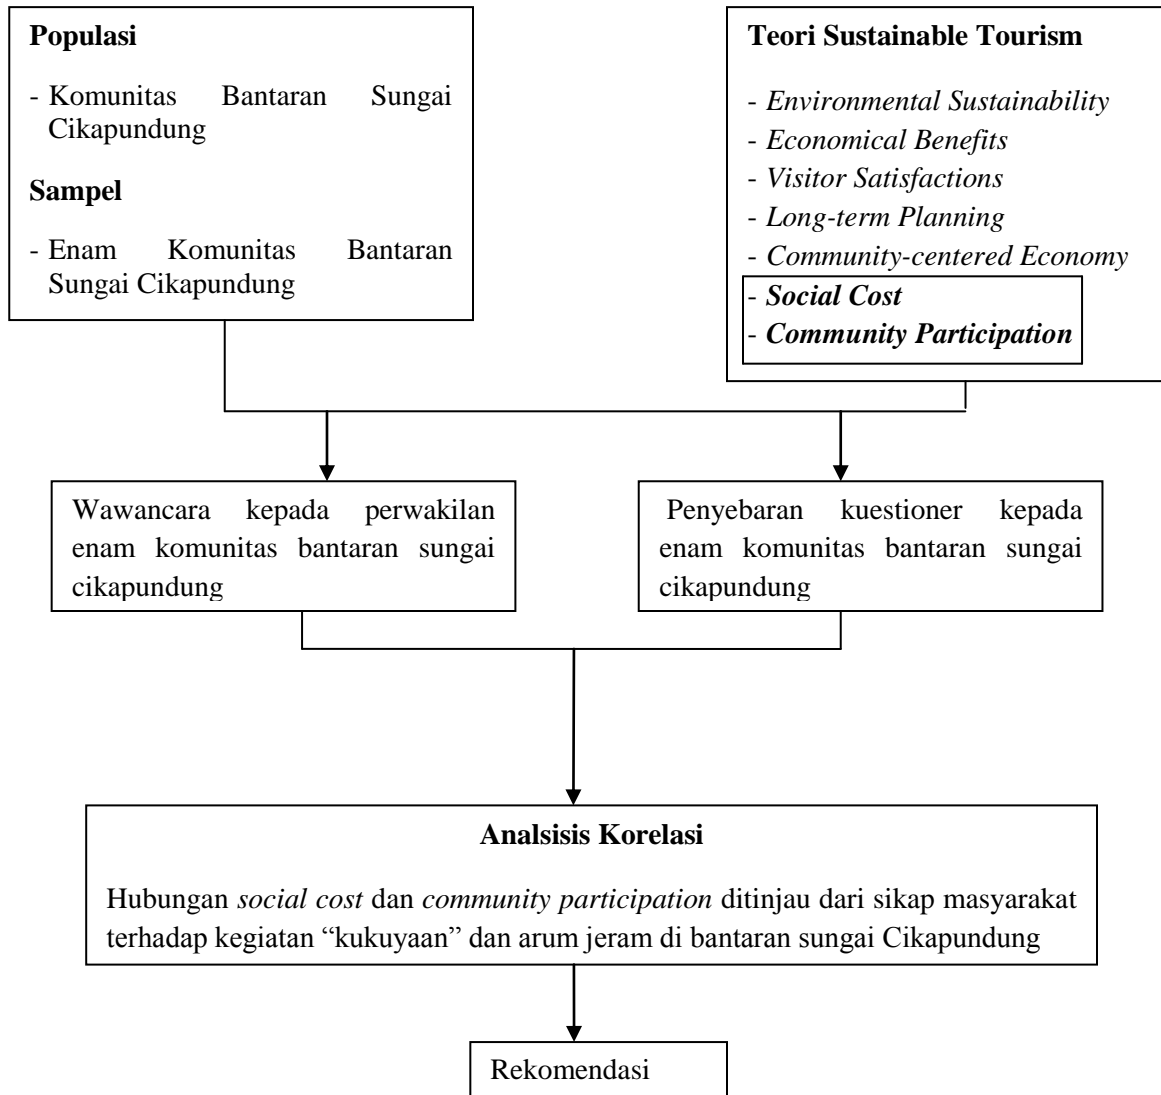 Populasi
- Komunitas Bantaran Sungai
Cikapundung
Sampel
- Enam Komunitas Bantaran
Sungai Cikapundung
Teori Sustainable Tourism
- Environmental Sustainability
- Economical Benefits
- Visitor Satisfactions
- Long-term Planning
- Community-centered Economy
- Social Cost
- Community Participation
Wawancara kepada perwakilan
enam komunitas bantaran sungai
cikapundung
Penyebaran kuestioner kepada
enam komunitas bantaran sungai
cikapundung
Analsisis Korelasi
Hubungan social cost dan community participation ditinjau dari sikap masyarakat
terhadap kegiatan “kukuyaan” dan arum jeram di bantaran sungai Cikapundung
Rekomendasi